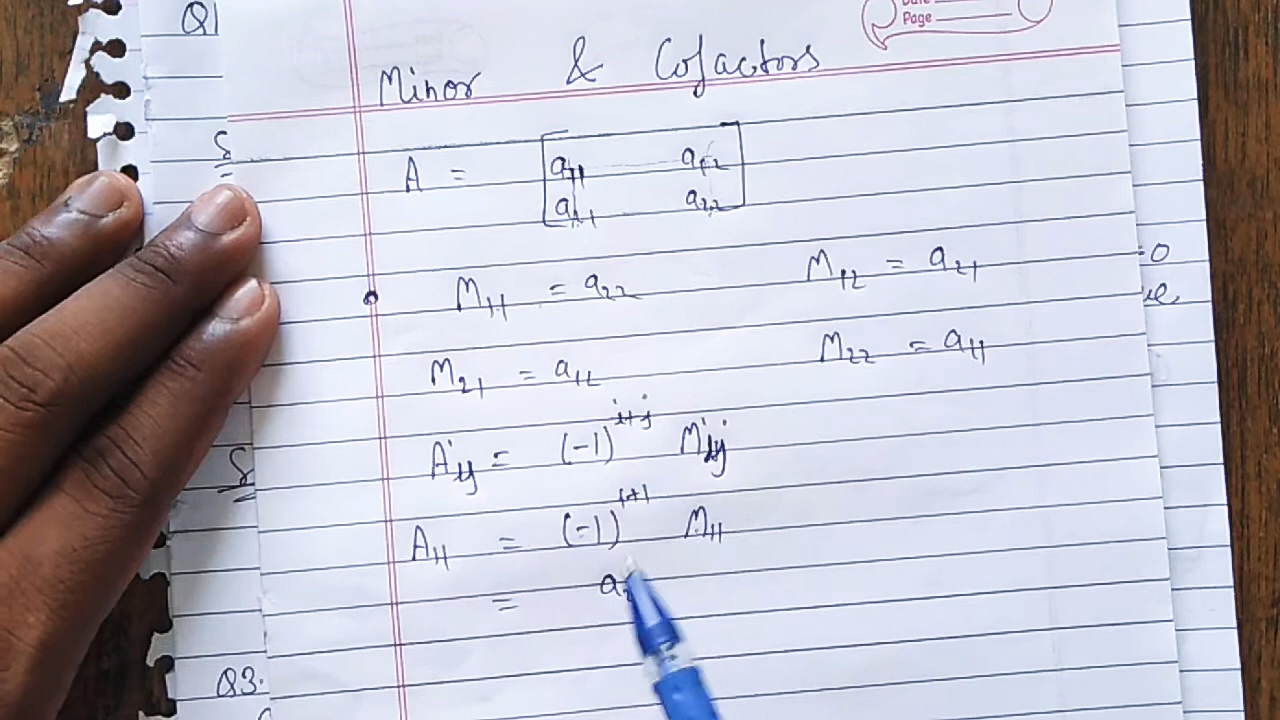 Q1
Page
Minor & Cofactors
A = [a11 a12
a21 a22]
M11 = a22 M12 = a21
M21 = a12 M22 = a11
Aij = (-1)^i+j Mij
A11 = (-1)^1+1 M11
= a2
Q3.